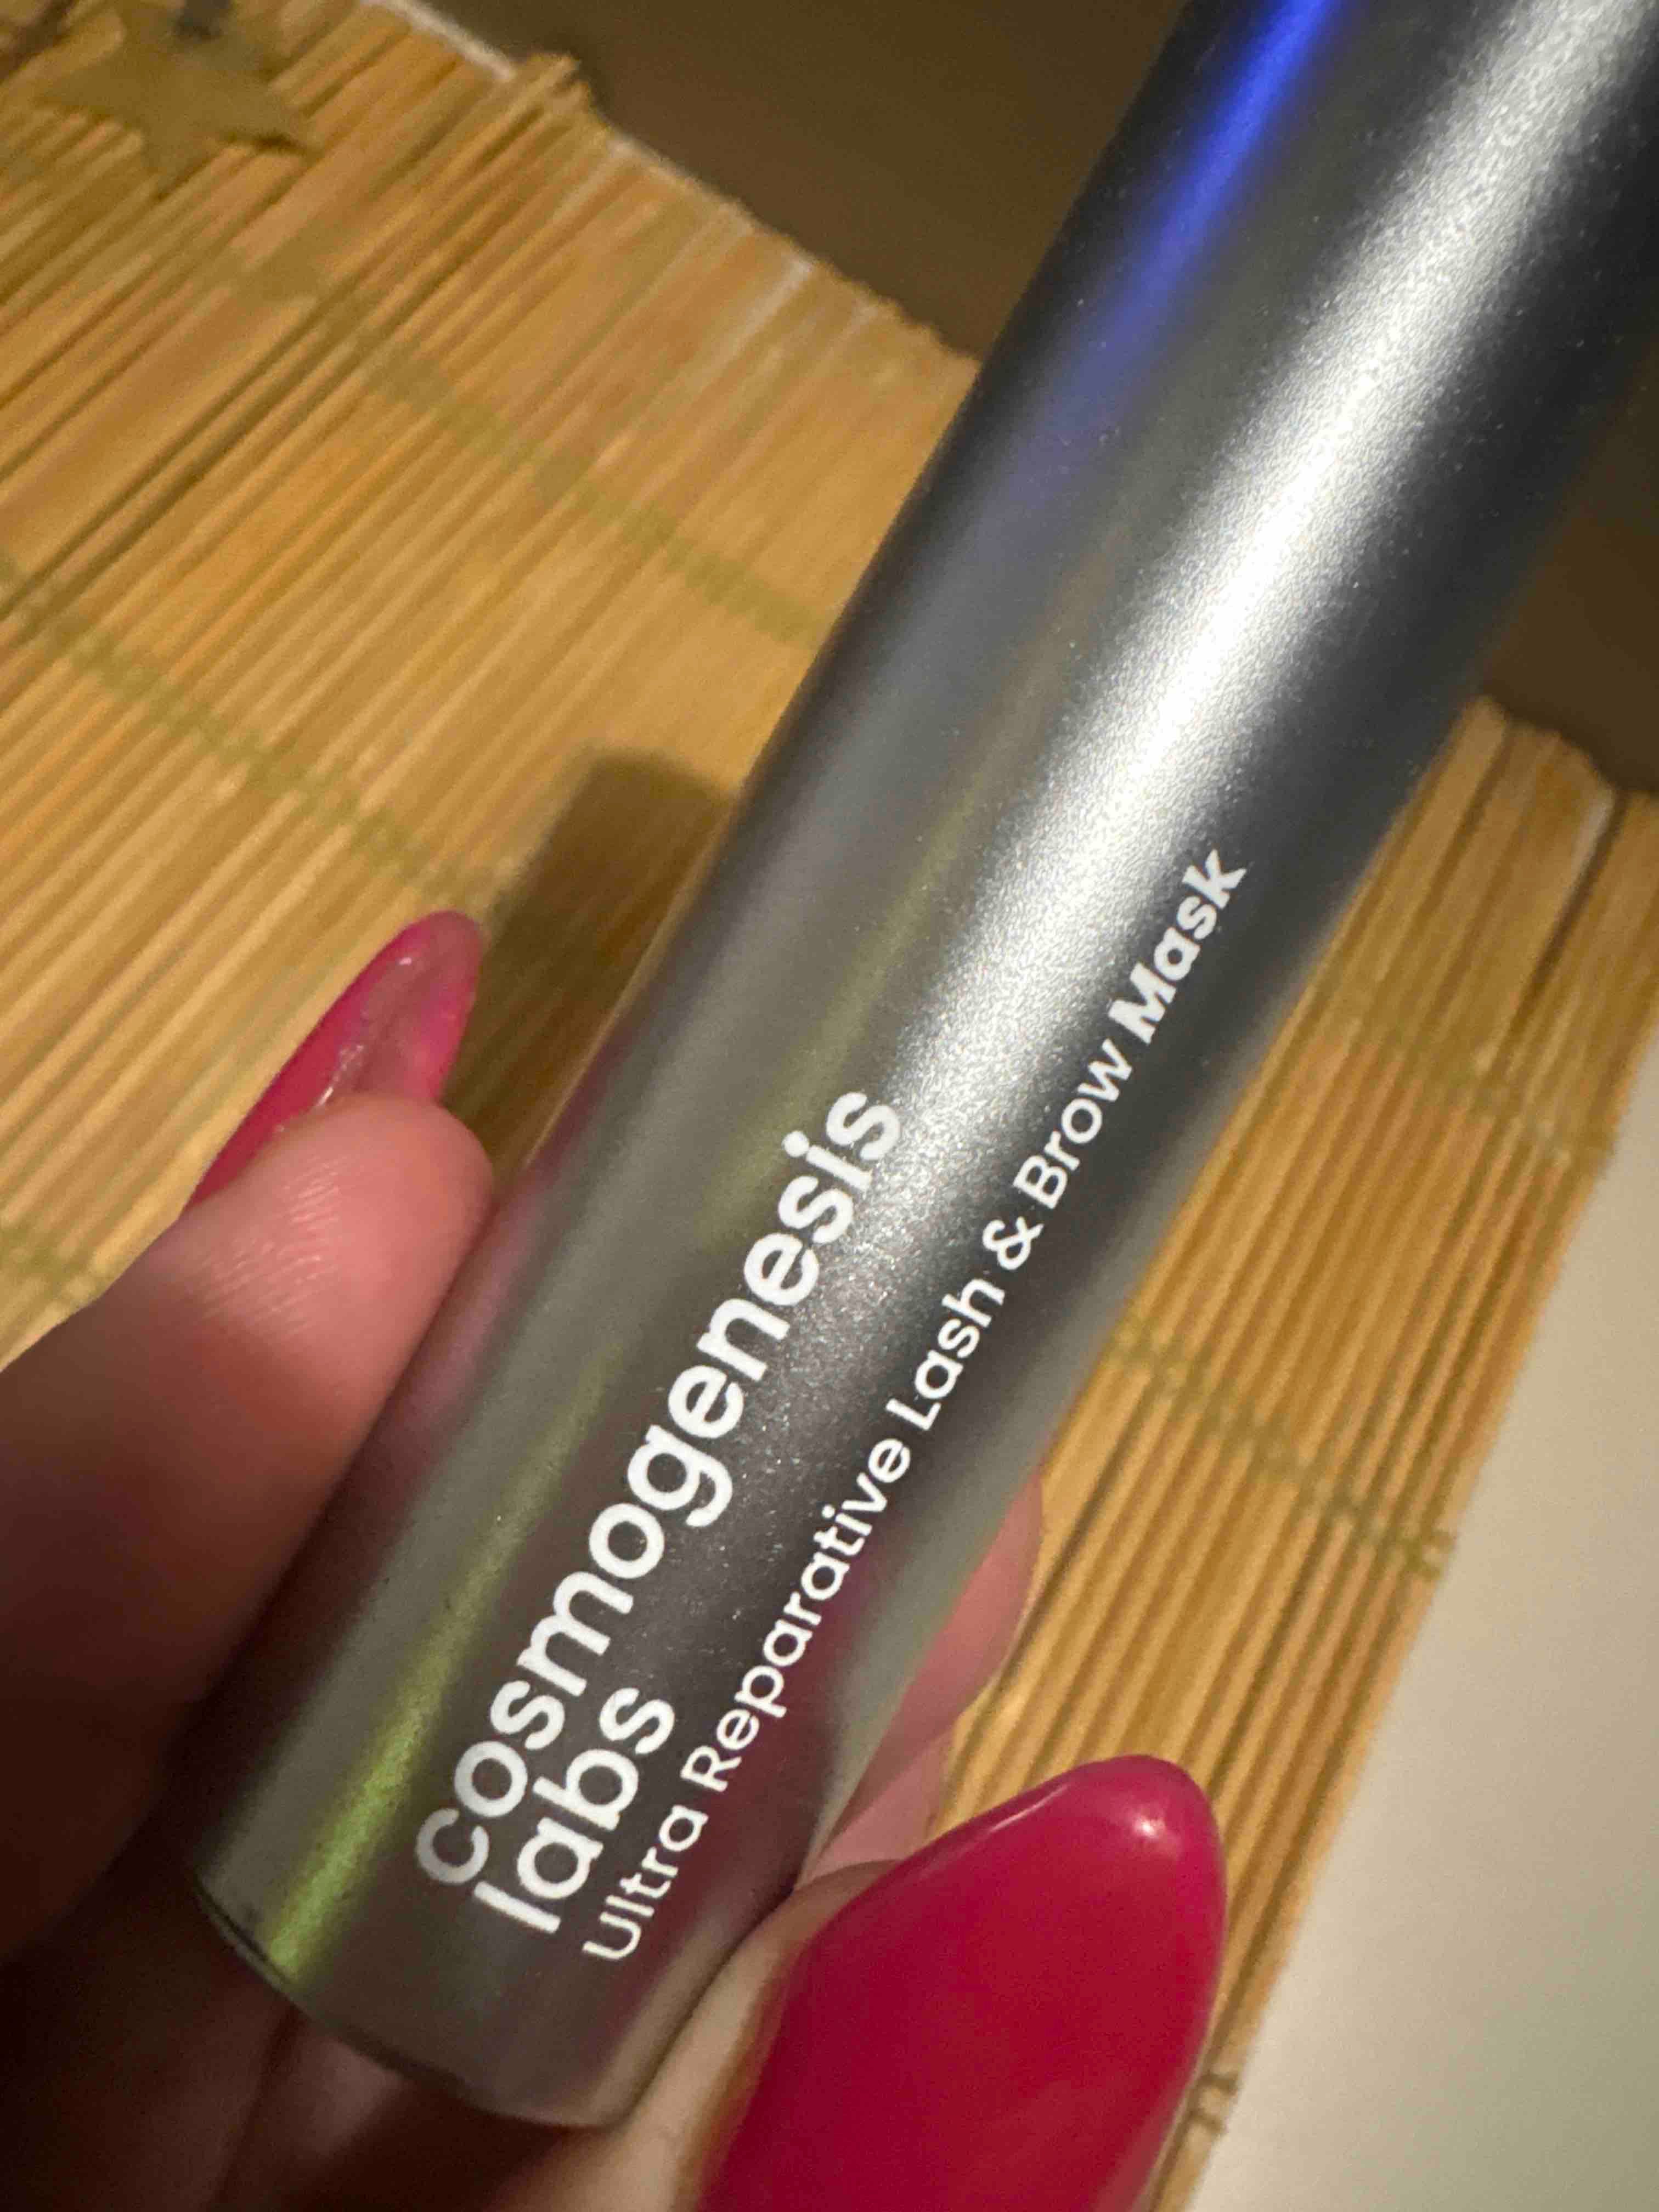 cosmogenesis
labs
Ultra Reparative Lash & Brow Mask